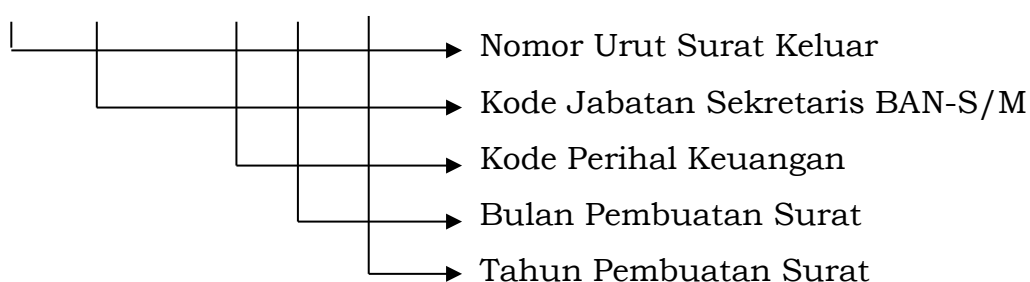 Nomor Urut Surat Keluar
Kode Jabatan Sekretaris BAN-S/M
Kode Perihal Keuangan
Bulan Pembuatan Surat
Tahun Pembuatan Surat